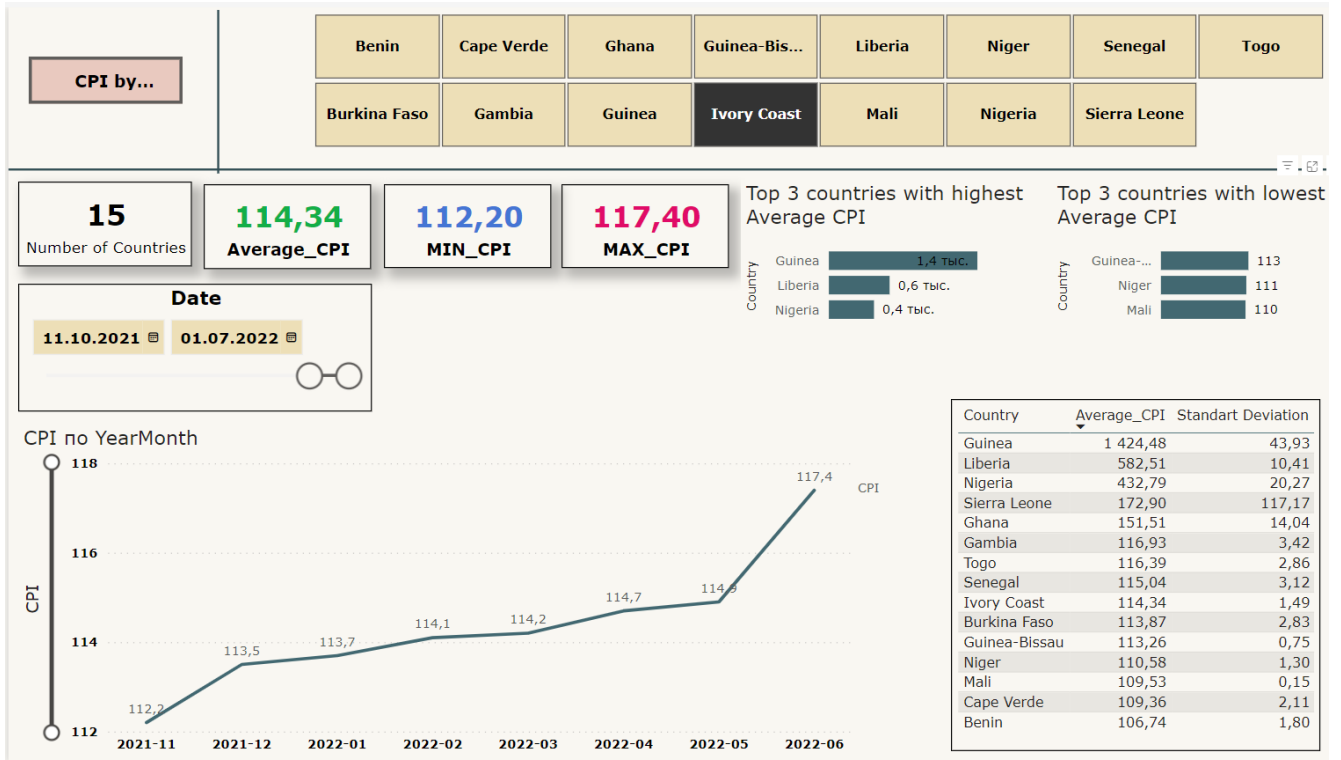 CPI by...
Benin
Cape Verde
Ghana
Guinea-Bis...
Liberia
Niger
Senegal
Togo
Burkina Faso
Gambia
Guinea
Ivory Coast
Mali
Nigeria
Sierra Leone
15
Number of Countries
114,34
Average_CPI
112,20
MIN_CPI
117,40
MAX_CPI
Top 3 countries with highest
Average CPI
Country
Guinea 1,4 тыс.
Liberia 0,6 тыс.
Nigeria 0,4 тыс.
Top 3 countries with lowest
Average CPI
Country
Guinea-... 113
Niger 111
Mali 110
Date
11.10.2021 01.07.2022
CPI по YearMonth
CPI
118
116
114
112
112,2
113,5
113,7
114,1
114,2
114,7
114,9
117,4
CPI
2021-11 2021-12 2022-01 2022-02 2022-03 2022-04 2022-05 2022-06
Country Average_CPI Standart Deviation
Guinea 1 424,48 43,93
Liberia 582,51 10,41
Nigeria 432,79 20,27
Sierra Leone 172,90 117,17
Ghana 151,51 14,04
Gambia 116,93 3,42
Togo 116,39 2,86
Senegal 115,04 3,12
Ivory Coast 114,34 1,49
Burkina Faso 113,87 2,83
Guinea-Bissau 113,26 0,75
Niger 110,58 1,30
Mali 109,53 0,15
Cape Verde 109,36 2,11
Benin 106,74 1,80